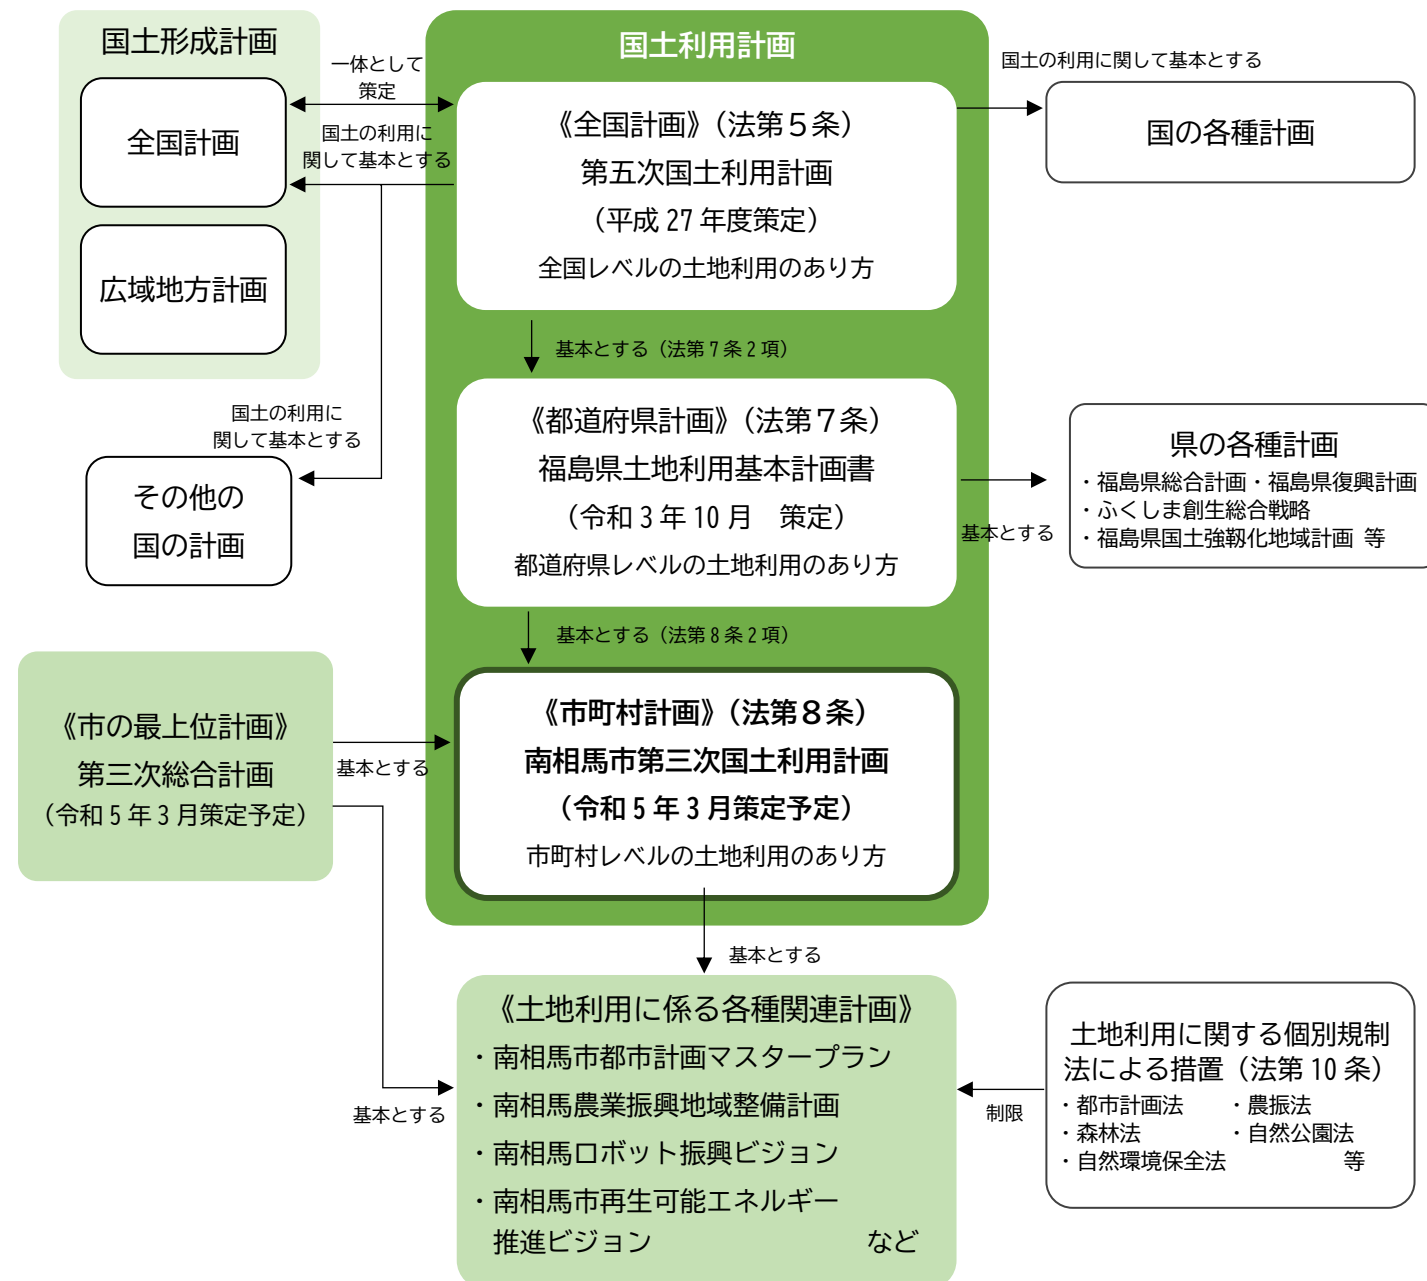 国土形成計画
全国計画
広域地方計画
一体として
策定
国土の利用に
関して基本とする
国土利用計画
《全国計画》（法第５条）
第五次国土利用計画
（平成 27 年度策定）
全国レベルの土地利用のあり方
国土の利用に関して基本とする
国の各種計画
基本とする（法第７条２項）
国土の利用に
関して基本とする
その他の
国の計画
《都道府県計画》（法第７条）
福島県土地利用基本計画書
（令和３年 10 月　策定）
都道府県レベルの土地利用のあり方
基本とする
県の各種計画
・福島県総合計画・福島県復興計画
・ふくしま創生総合戦略
・福島県国土強靱化地域計画 等
基本とする（法第８条２項）
《市の最上位計画》
第三次総合計画
（令和５年３月策定予定）
基本とする
《市町村計画》（法第８条）
南相馬市第三次国土利用計画
（令和５年３月策定予定）
市町村レベルの土地利用のあり方
基本とする
基本とする
《土地利用に係る各種関連計画》
・南相馬市都市計画マスタープラン
・南相馬農業振興地域整備計画
・南相馬ロボット振興ビジョン
・南相馬市再生可能エネルギー
推進ビジョン　　　　　　　など
制限
土地利用に関する個別規制
法による措置（法第 10 条）
・都市計画法　　・農振法
・森林法　　　　・自然公園法
・自然環境保全法　　　　　等